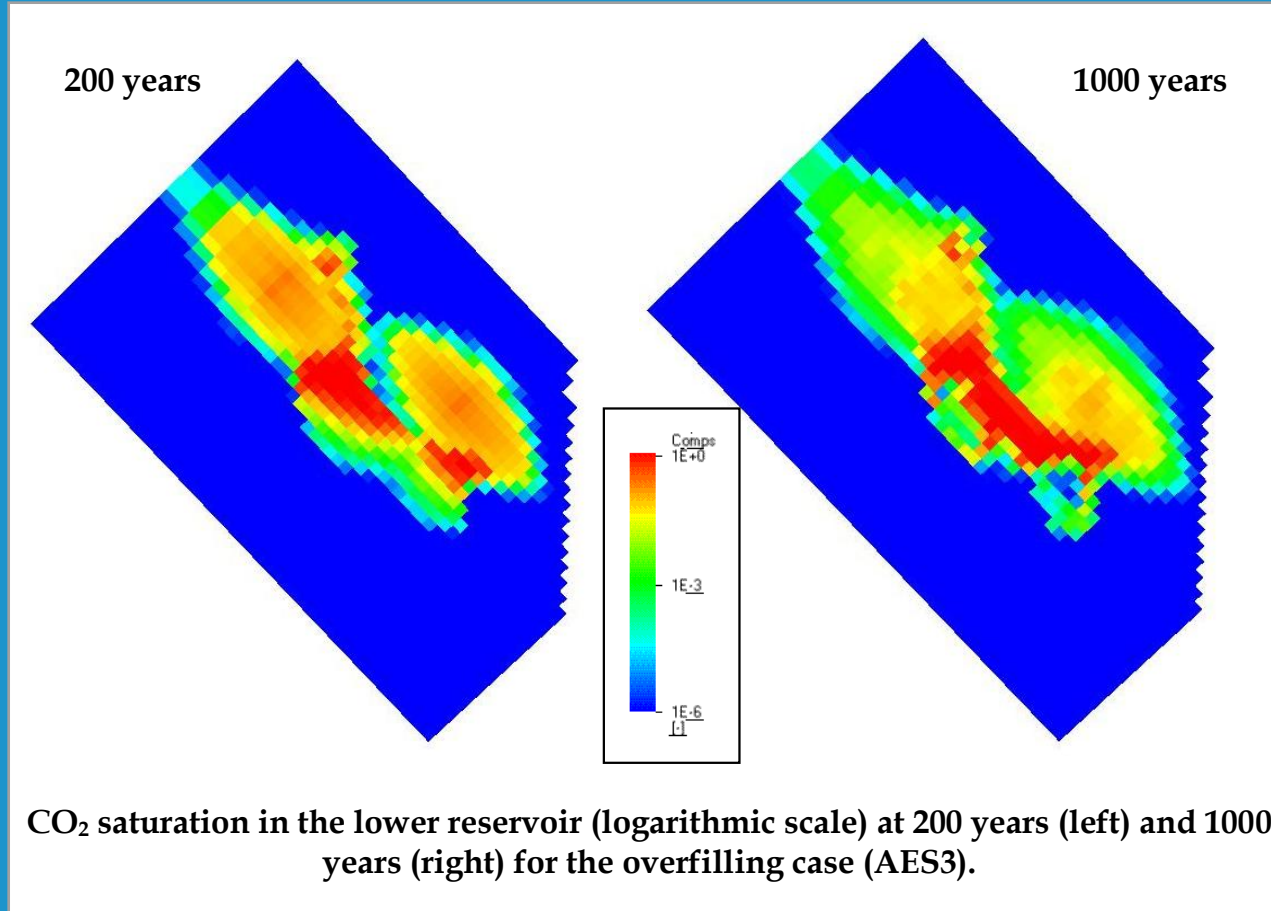 200 years
1000 years
Comps
1E+0
1E-3
1E-6
[-]
CO₂ saturation in the lower reservoir (logarithmic scale) at 200 years (left) and 1000
years (right) for the overfilling case (AES3).